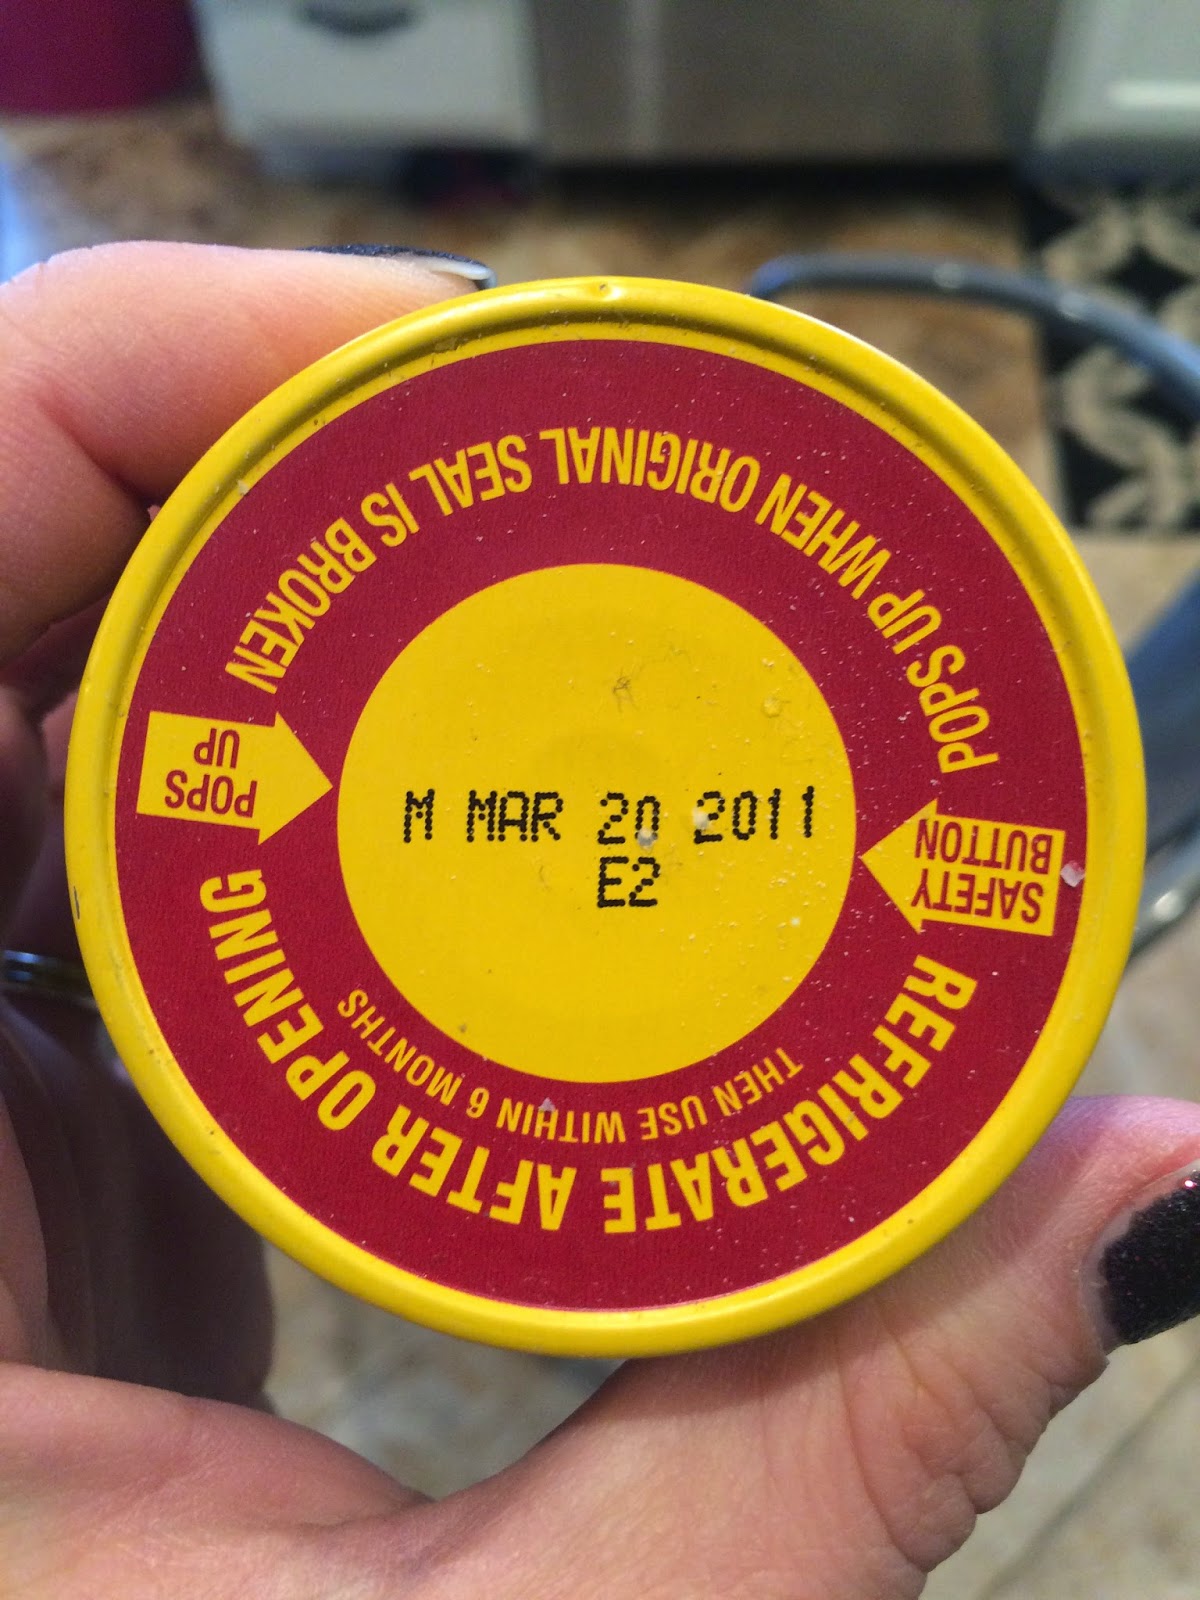 POPS UP WHEN ORIGINAL SEAL IS BROKEN
SAFETY
BUTTON
POPS
UP
M MAR 20 2011
E2
REFRIGERATE AFTER OPENING
THEN USE WITHIN 6 MONTHS